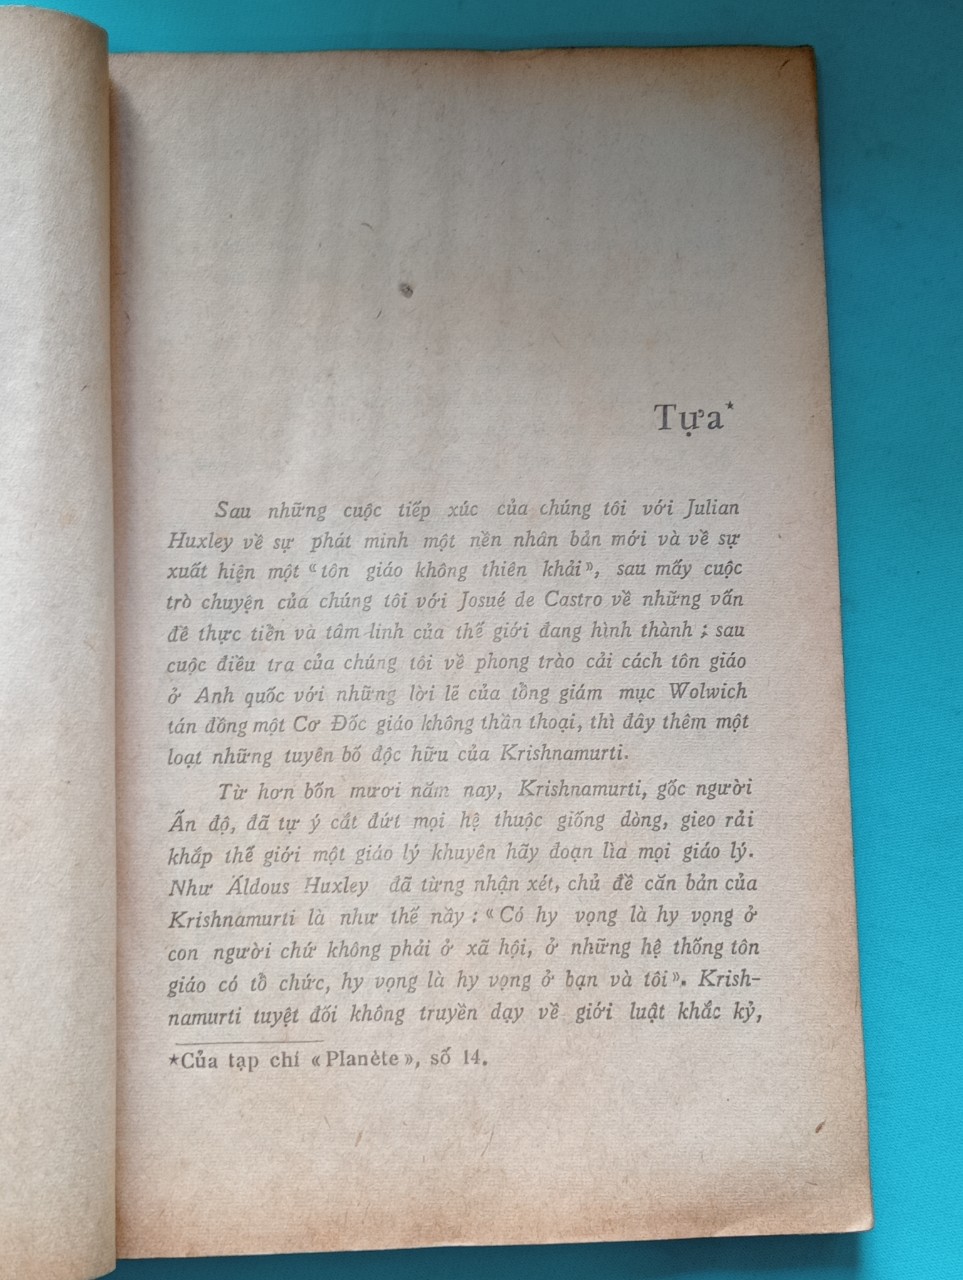 Tựa*
Sau những cuộc tiếp xúc của chúng tôi với Julian
Huxley về sự phát minh một nền nhân bản mới và về sự
xuất hiện một «tôn giáo không thiên khải», sau mấy cuộc
trò chuyện của chúng tôi với Josué de Castro về những vấn
đề thực tiễn và tâm linh của thế giới đang hình thành ; sau
cuộc điều tra của chúng tôi về phong trào cải cách tôn giáo
ở Anh quốc với những lời lẽ của tổng giám mục Wolwich
tán đồng một Cơ Đốc giáo không thần thoại, thì đây thêm một
loạt những tuyên bố độc hữu của Krishnamurti.
Từ hơn bốn mươi năm nay, Krishnamurti, gốc người
Ấn độ, đã tự ý cắt đứt mọi hệ thuộc giống dòng, gieo rải
khắp thế giới một giáo lý khuyên hãy đoạn lìa mọi giáo lý.
Như Áldous Huxley đã từng nhận xét, chủ đề căn bản của
Krishnamurti là như thế nầy : «Có hy vọng là hy vọng ở
con người chứ không phải ở xã hội, ở những hệ thống tôn
giáo có tổ chức, hy vọng là hy vọng ở bạn và tôi». Krish-
namurti tuyệt đối không truyền dạy về giới luật khắc kỷ,
*Của tạp chí «Planète», số 14.